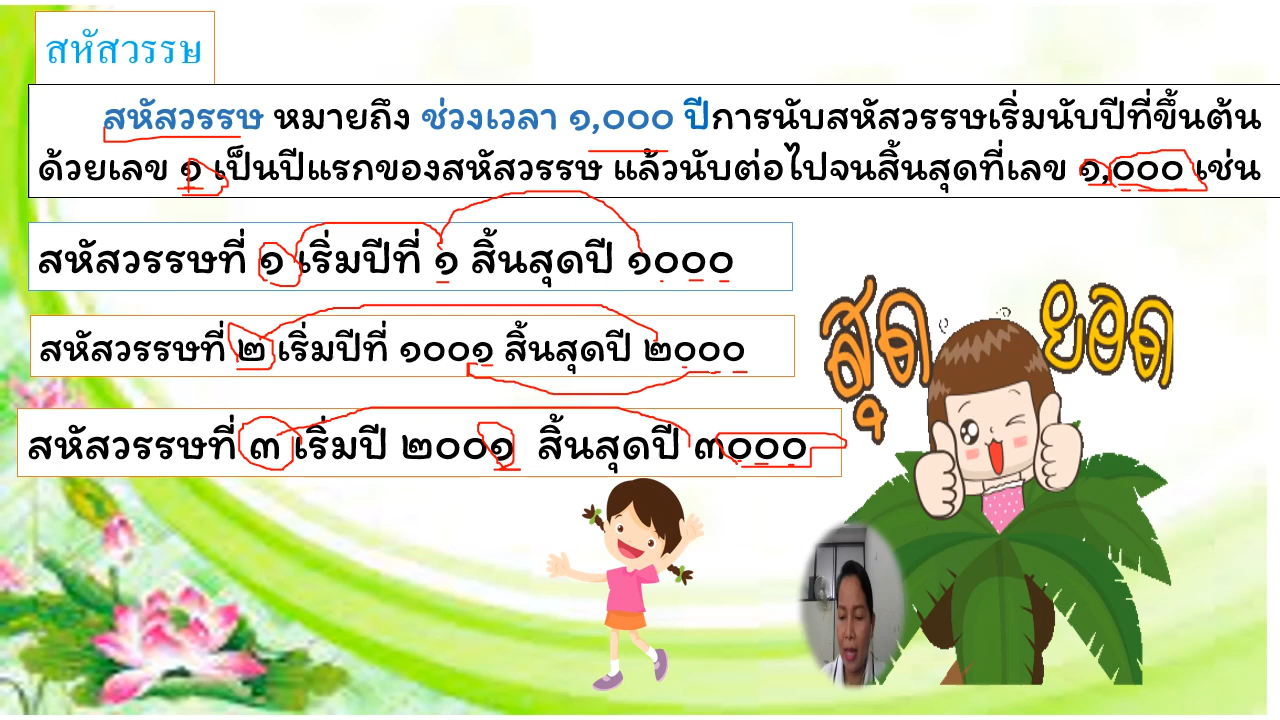 สหัสวรรษ
สหัสวรรษ หมายถึง ช่วงเวลา ๑,๐๐๐ ปีการนับสหัสวรรษเริ่มนับปีที่ขึ้นต้น
ด้วยเลข ๑ เป็นปีแรกของสหัสวรรษ แล้วนับต่อไปจนสิ้นสุดที่เลข ๑,๐๐๐ เช่น
สหัสวรรษที่ ๑ เริ่มปีที่ ๑ สิ้นสุดปี ๑๐๐๐
สหัสวรรษที่ ๒ เริ่มปีที่ ๑๐๐๑ สิ้นสุดปี ๒๐๐๐
สหัสวรรษที่ ๓ เริ่มปี ๒๐๐๑ สิ้นสุดปี ๓๐๐๐
สุด ยอด